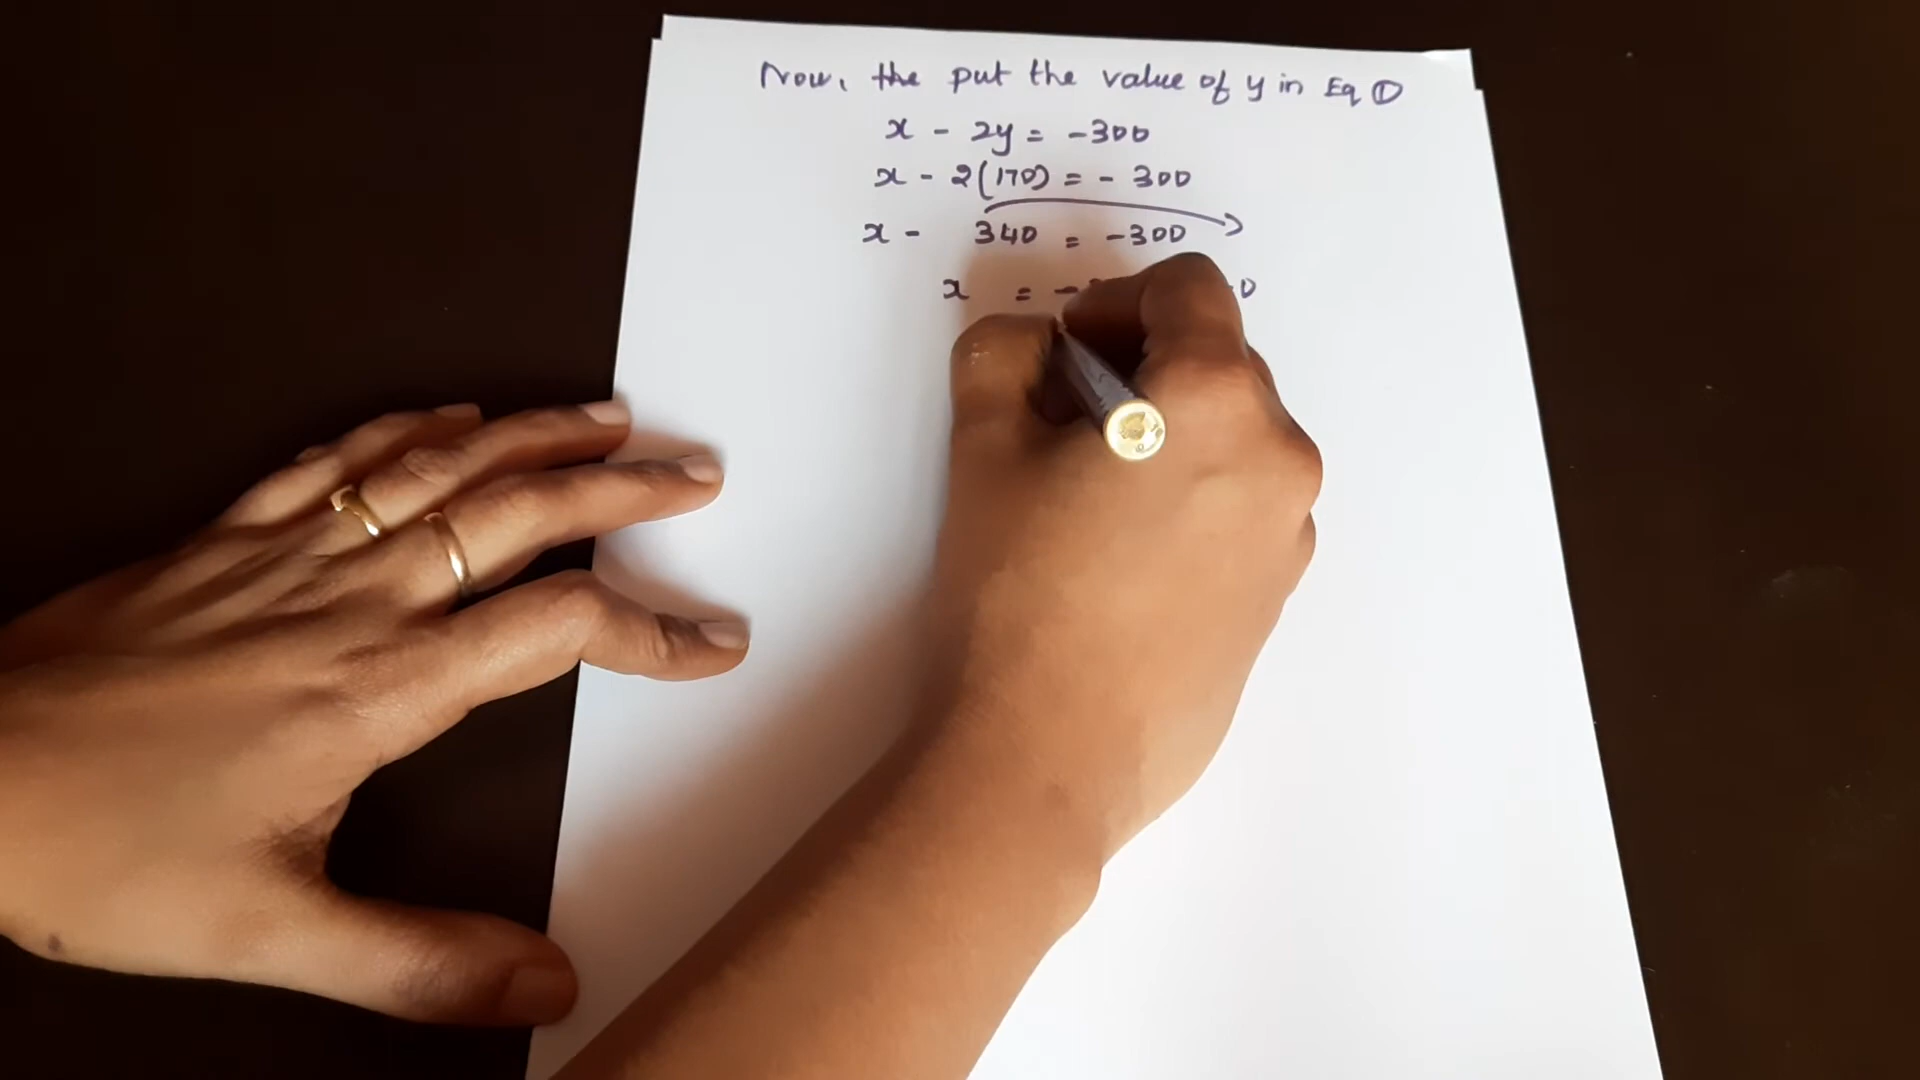 Now, the put the value of y in Eq ①
x - 2y = -300
x - 2(170) = - 300
x - 340 = -300
x = -